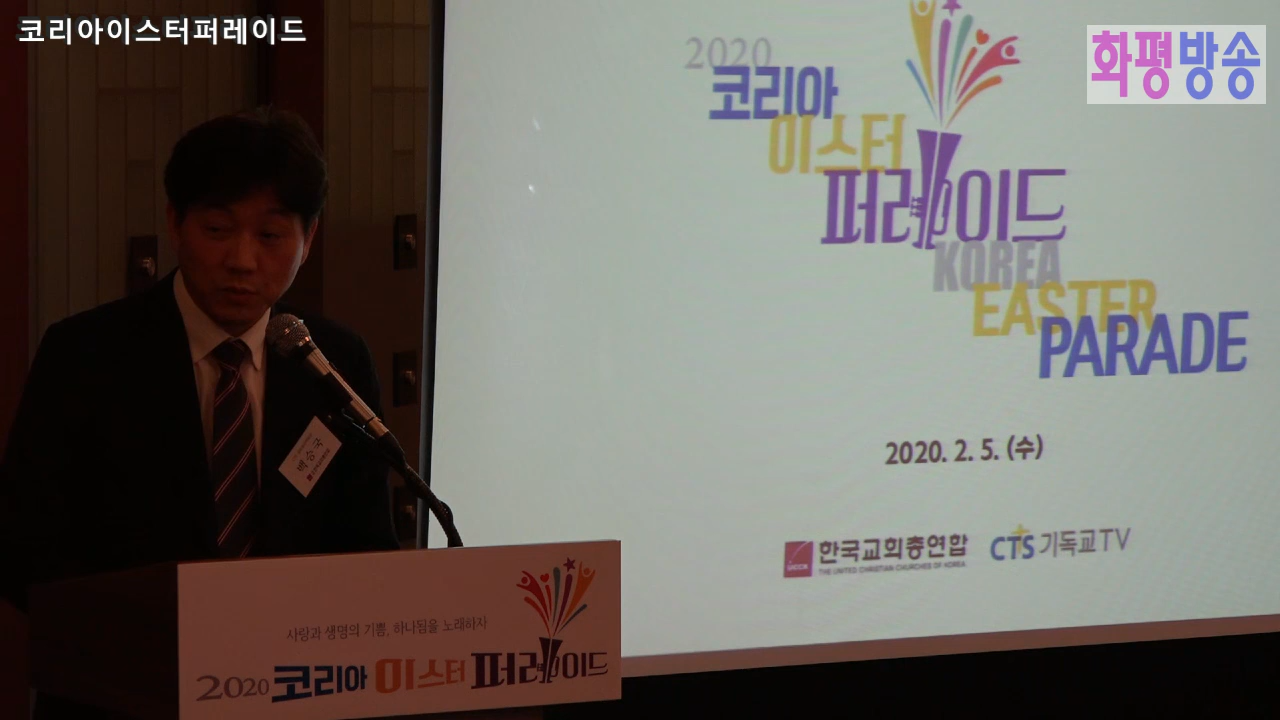 코리아이스터퍼레이드
화평방송
2020
코리아
이스터
퍼레이드
KOREA
EASTER
PARADE
2020. 2. 5. (수)
UCCK
한국교회총연합
THE UNITED CHRISTIAN CHURCHES OF KOREA
CTS 기독교TV
백승국
사랑과 생명의 기쁨, 하나됨을 노래하자
2020 코리아 이스터 퍼레이드